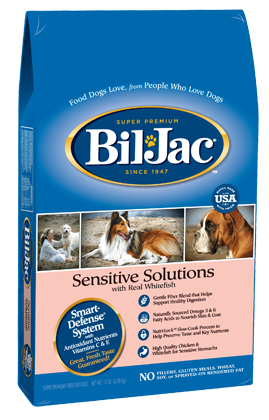 Food Dogs Love, from People Who Love Dogs
SUPER PREMIUM
Bil Jac
SINCE 1947
MADE IN
USA
Sensitive Solutions
with Real Whitefish
Smart
Defense
System
with
Antioxidant Nutrients
Vitamins C & E
Great, Fresh Taste
Guaranteed!
Gentle Fiber Blend that Helps
Support Healthy Digestion
Naturally Sourced Omega 3 & 6
Fatty Acids to Nourish Skin & Coat
NutriLock™ Slow-Cook Process to
Help Preserve Taste and Key Nutrients
High Quality Chicken &
Whitefish for Sensitive Stomachs
NO FILLERS, GLUTEN MEALS, WHEAT,
SOY, or SPRAYED-ON RENDERED FAT